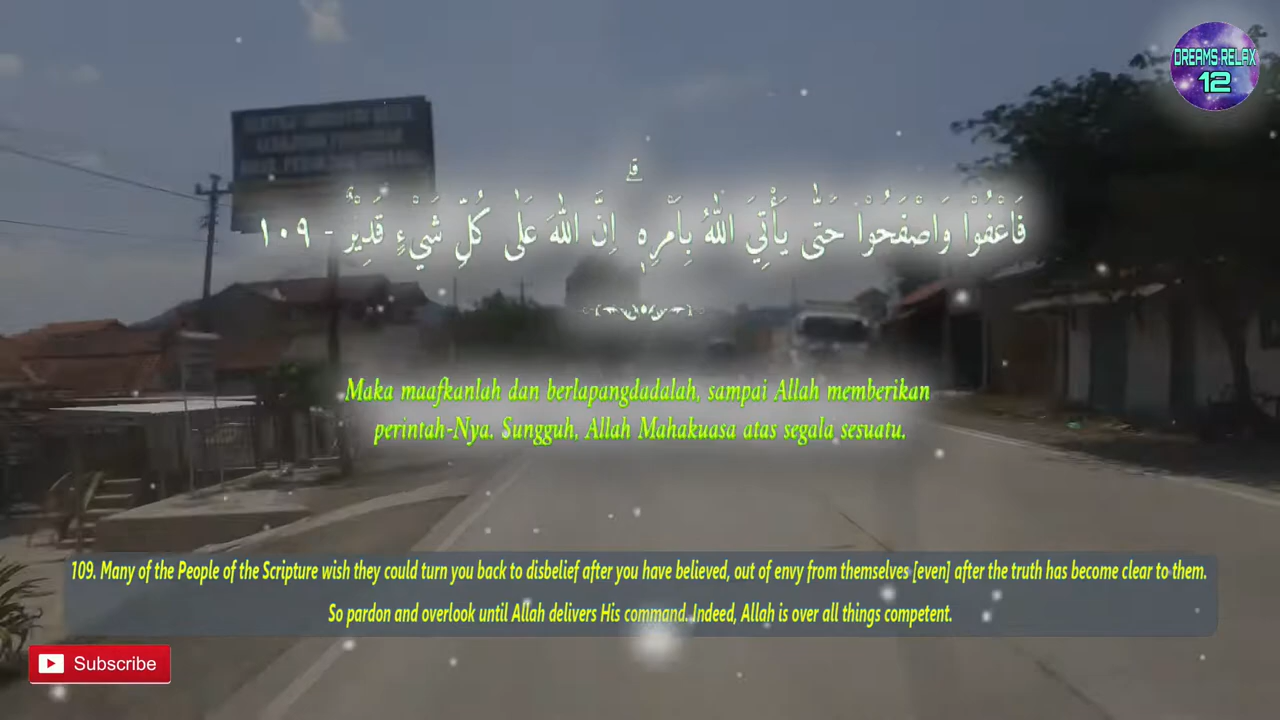 DREAMS RELAX
12
فَاعْفُوْا وَاصْفَحُوْا حَتّٰى يَأْتِيَ اللّٰهُ بِاَمْرِهٖ ۗ اِنَّ اللّٰهَ عَلٰى كُلِّ شَيْءٍ قَدِيْرٌ - ١٠٩
Maka maafkanlah dan berlapangdadalah, sampai Allah memberikan
perintah-Nya. Sungguh, Allah Mahakuasa atas segala sesuatu.
109. Many of the People of the Scripture wish they could turn you back to disbelief after you have believed, out of envy from themselves [even] after the truth has become clear to them.
So pardon and overlook until Allah delivers His command. Indeed, Allah is over all things competent.
Subscribe